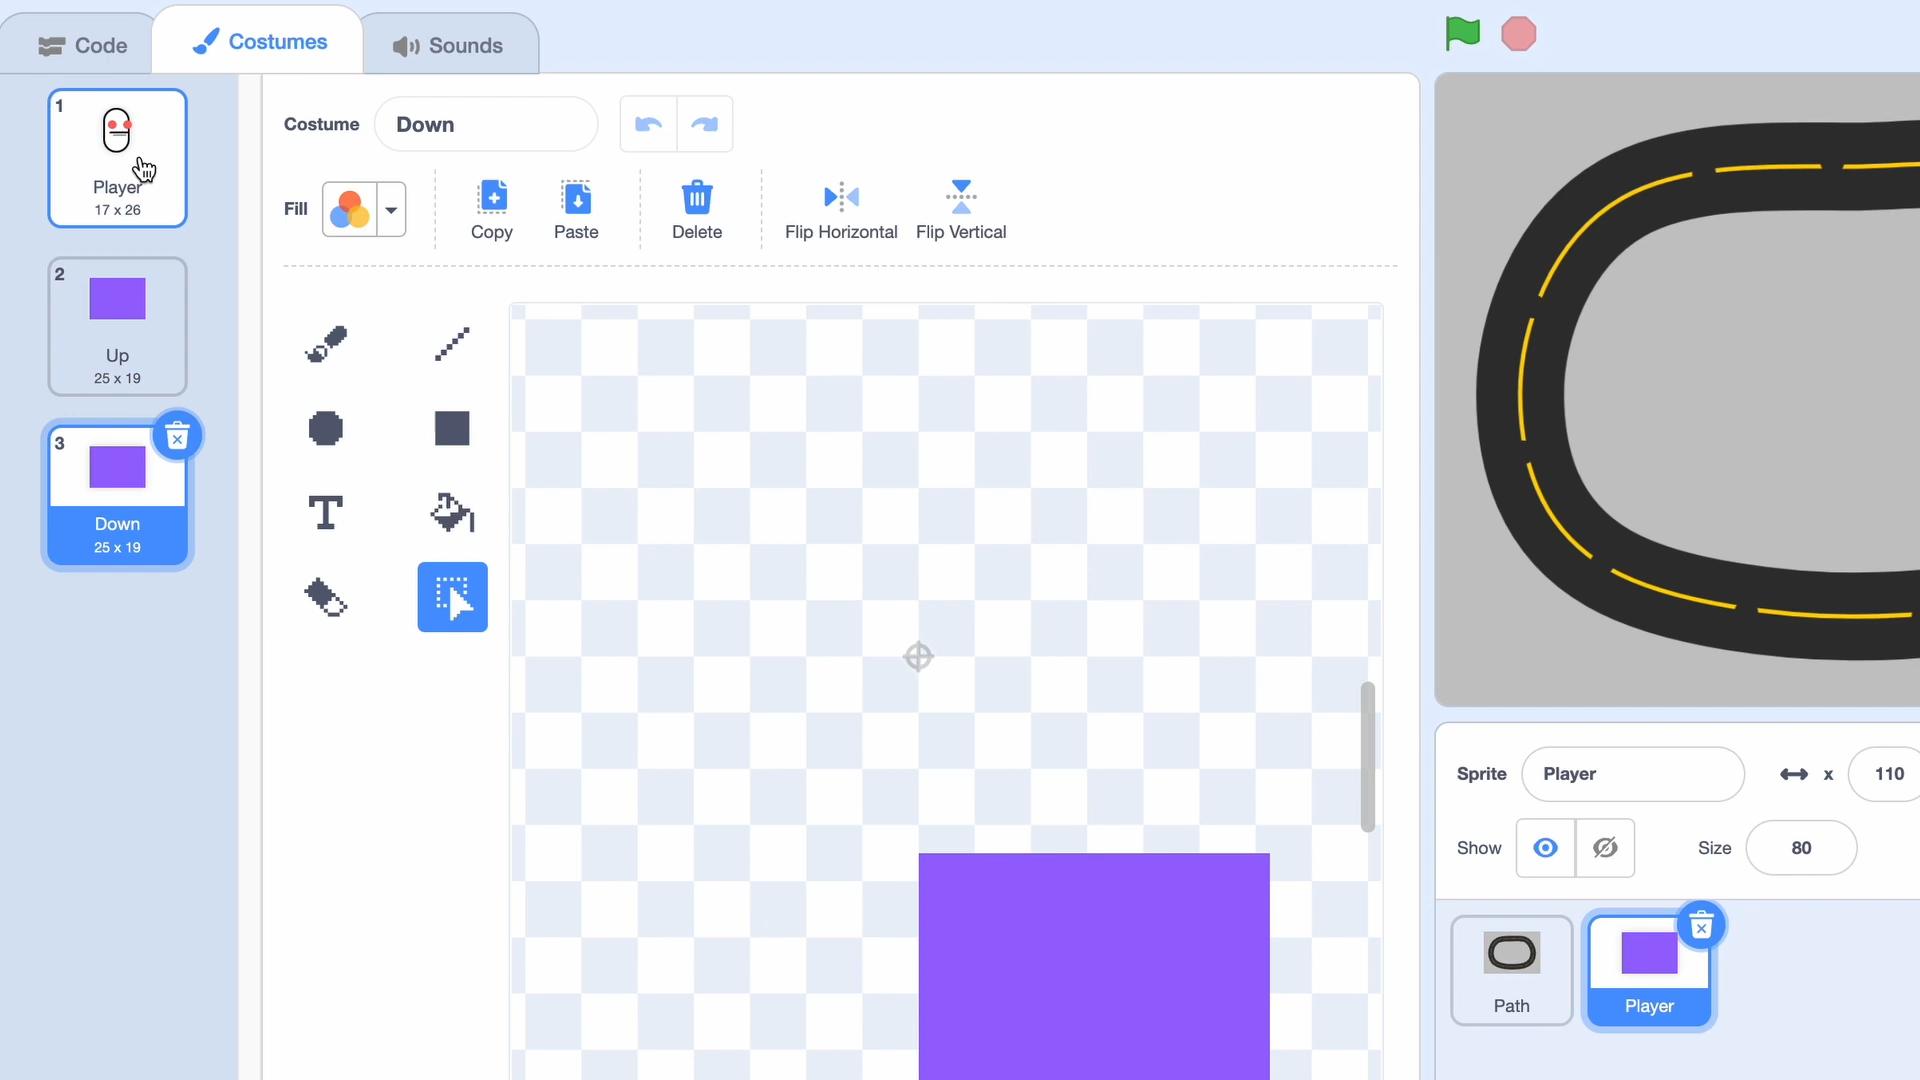 Code
Costumes
Sounds
1
Player
17 x 26
2
Up
25 x 19
3
Down
25 x 19
Costume
Down
Fill
Copy
Paste
Delete
Flip Horizontal
Flip Vertical
T
Sprite
Player
x
110
Show
Size
80
Path
Player